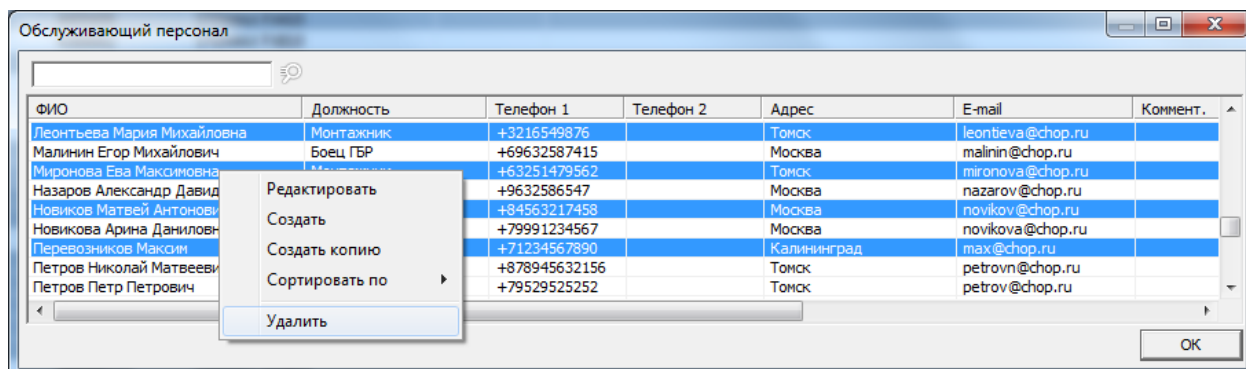 Обслуживающий персонал
ФИО Должность Телефон 1 Телефон 2 Адрес E-mail Коммент.
Леонтьева Мария Михайловна Монтажник +3216549876 Томск leontieva@chop.ru
Малинин Егор Михайлович Боец ГБР +69632587415 Москва malinin@chop.ru
Миронова Ева Максимовна +63251479562 Томск mironova@chop.ru
Назаров Александр Давид +9632586547 Москва nazarov@chop.ru
Редактировать
Новиков Матвей Антонови +84563217458 Москва novikov@chop.ru
Создать
Новикова Арина Даниловн +79991234567 Москва novikova@chop.ru
Перевозников Максим +71234567890 Калининград max@chop.ru
Создать копию
Петров Николай Матвееви +878945632156 Томск petrovn@chop.ru
Сортировать по
Петров Петр Петрович +79529525252 Томск petrov@chop.ru
Удалить
OK